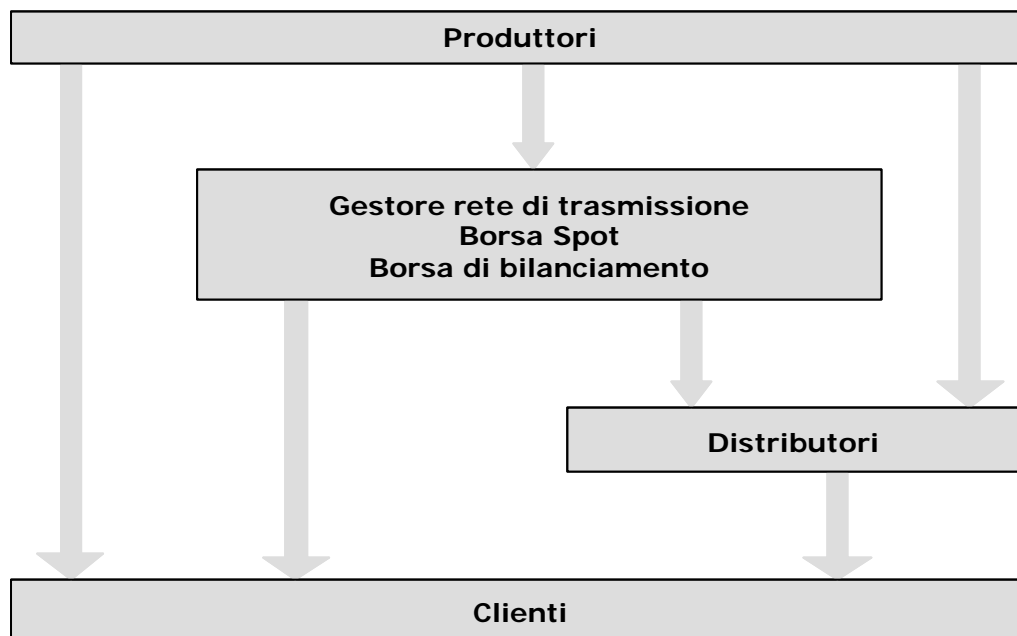 Produttori
Gestore rete di trasmissione
Borsa Spot
Borsa di bilanciamento
Distributori
Clienti